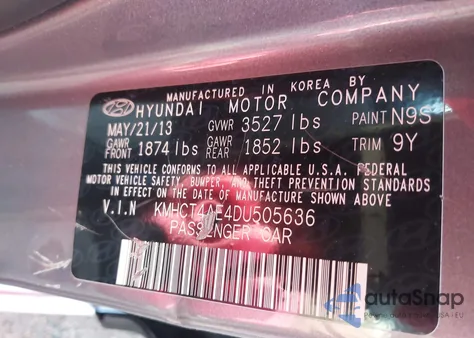 MANUFACTURED IN KOREA BY
HYUNDAI MOTOR COMPANY
MAY/21/13 GVWR 3527 lbs PAINT N9S
GAWR FRONT 1874 lbs GAWR REAR 1852 lbs TRIM 9Y
THIS VEHICLE CONFORMS TO ALL APPLICABLE U.S.A. FEDERAL
MOTOR VEHICLE SAFETY, BUMPER, AND THEFT PREVENTION STANDARDS
IN EFFECT ON THE DATE OF MANUFACTURE SHOWN ABOVE.
V.I.N KMHCT4AE4DU505636
PASSENGER CAR
autoSnap